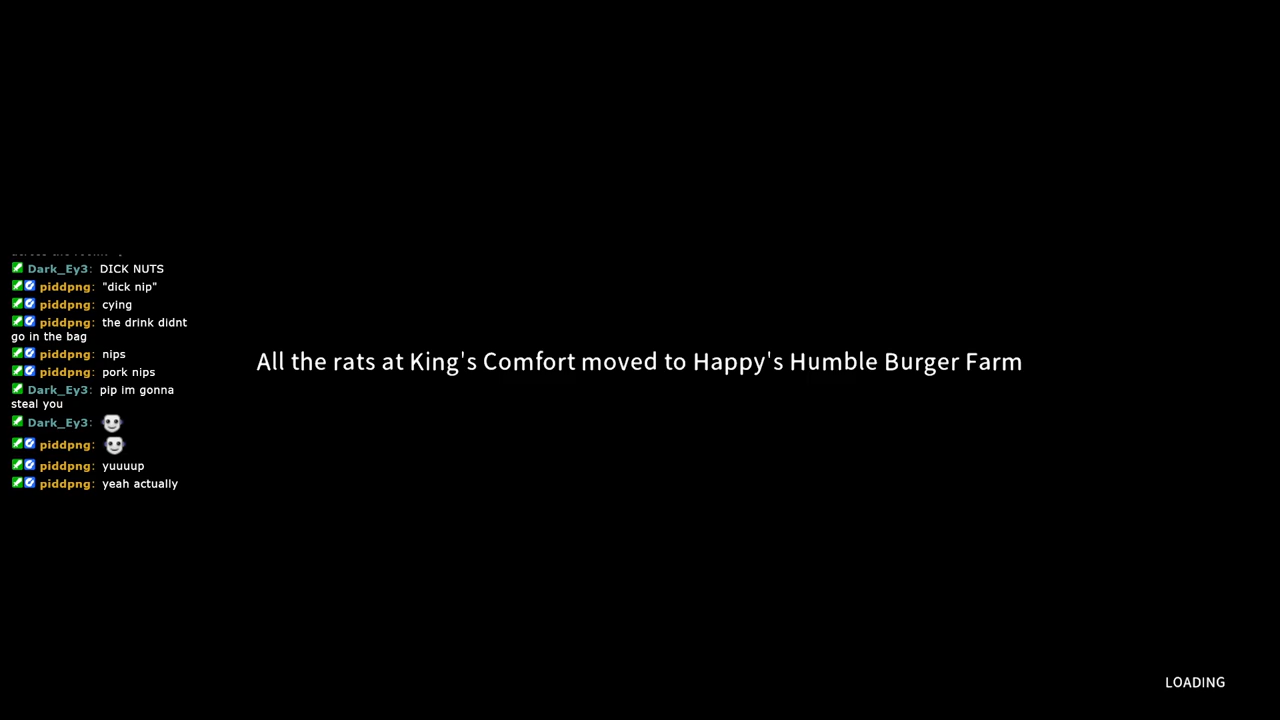 Dark_Ey3: DICK NUTS
piddpng: "dick nip"
piddpng: cying
piddpng: the drink didnt
go in the bag
piddpng: nips
piddpng: pork nips
Dark_Ey3: pip im gonna
steal you
Dark_Ey3:
piddpng:
piddpng: yuuuup
piddpng: yeah actually
All the rats at King's Comfort moved to Happy's Humble Burger Farm
LOADING